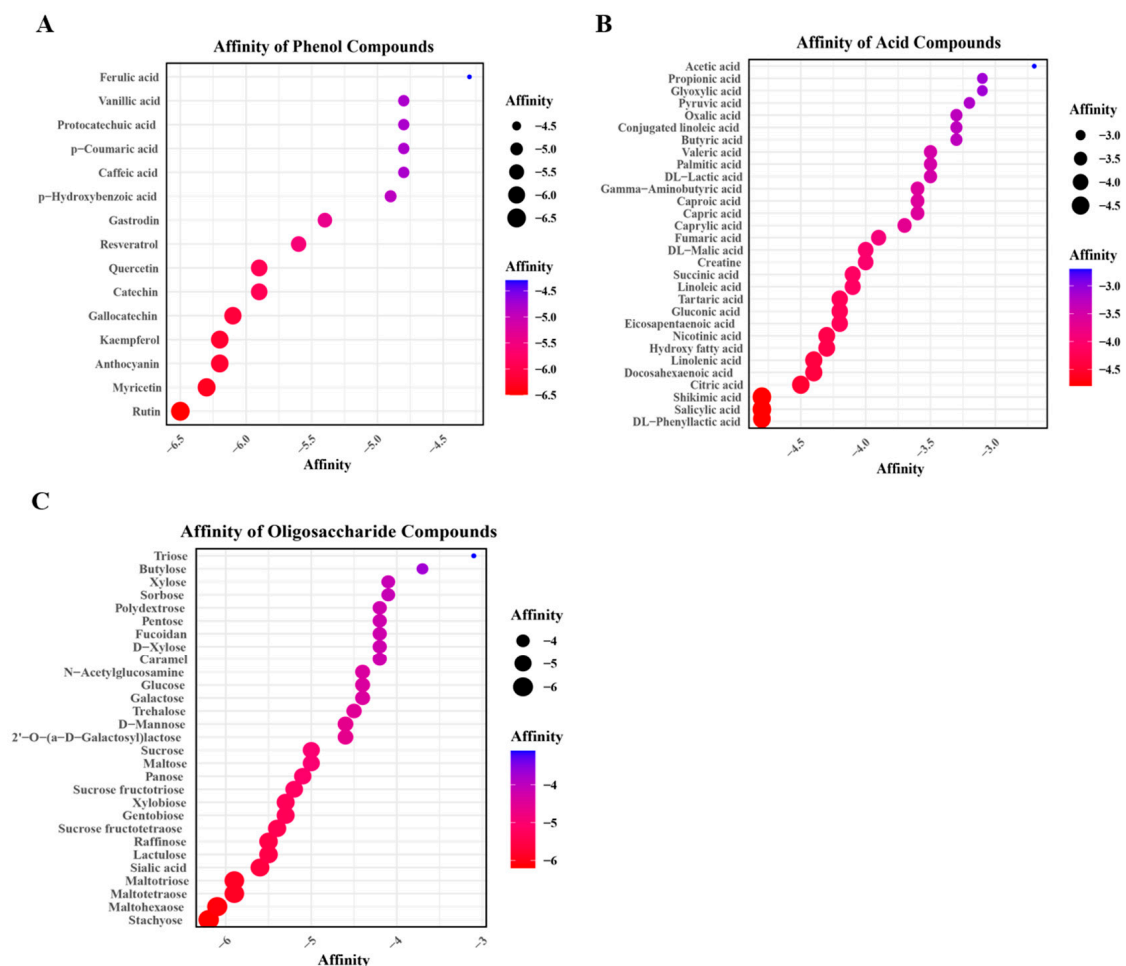 A
Affinity of Phenol Compounds
Ferulic acid
Vanillic acid
Protocatechuic acid
p−Coumaric acid
Caffeic acid
p−Hydroxybenzoic acid
Gastrodin
Resveratrol
Quercetin
Catechin
Gallocatechin
Kaempferol
Anthocyanin
Myricetin
Rutin
−6.5
−6.0
−5.5
−5.0
−4.5
Affinity
Affinity
−4.5
−5.0
−5.5
−6.0
−6.5
Affinity
−4.5
−5.0
−5.5
−6.0
−6.5
B
Affinity of Acid Compounds
Acetic acid
Propionic acid
Glyoxylic acid
Pyruvic acid
Oxalic acid
Conjugated linoleic acid
Butyric acid
Valeric acid
Palmitic acid
DL−Lactic acid
Gamma−Aminobutyric acid
Caproic acid
Capric acid
Caprylic acid
Fumaric acid
DL−Malic acid
Creatine
Succinic acid
Linoleic acid
Tartaric acid
Gluconic acid
Eicosapentaenoic acid
Nicotinic acid
Hydroxy fatty acid
Linolenic acid
Docosahexaenoic acid
Citric acid
Shikimic acid
Salicylic acid
DL−Phenyllactic acid
−4.5
−4.0
−3.5
−3.0
Affinity
Affinity
−3.0
−3.5
−4.0
−4.5
Affinity
−3.0
−3.5
−4.0
−4.5
C
Affinity of Oligosaccharide Compounds
Triose
Butylose
Xylose
Sorbose
Polydextrose
Pentose
Fucoidan
D−Xylose
Caramel
N−Acetylglucosamine
Glucose
Galactose
Trehalose
D−Mannose
2'−O−(a−D−Galactosyl)lactose
Sucrose
Maltose
Panose
Sucrose fructotriose
Xylobiose
Gentobiose
Sucrose fructotetraose
Raffinose
Lactulose
Sialic acid
Maltotriose
Maltotetraose
Maltohexaose
Stachyose
−6
−5
−4
−3
Affinity
Affinity
−4
−5
−6
Affinity
−4
−5
−6